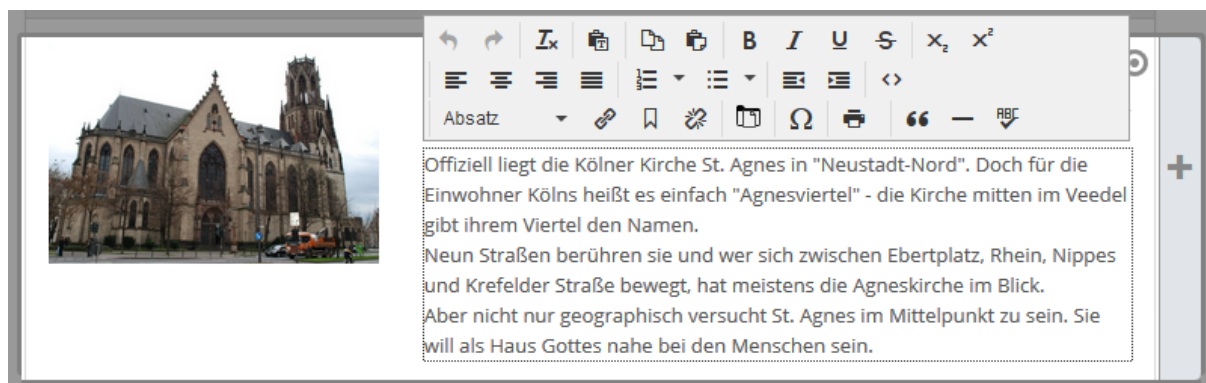 Absatz
ABC
Offiziell liegt die Kölner Kirche St. Agnes in "Neustadt-Nord". Doch für die
Einwohner Kölns heißt es einfach "Agnesviertel" - die Kirche mitten im Veedel
gibt ihrem Viertel den Namen.
Neun Straßen berühren sie und wer sich zwischen Ebertplatz, Rhein, Nippes
und Krefelder Straße bewegt, hat meistens die Agneskirche im Blick.
Aber nicht nur geographisch versucht St. Agnes im Mittelpunkt zu sein. Sie
will als Haus Gottes nahe bei den Menschen sein.